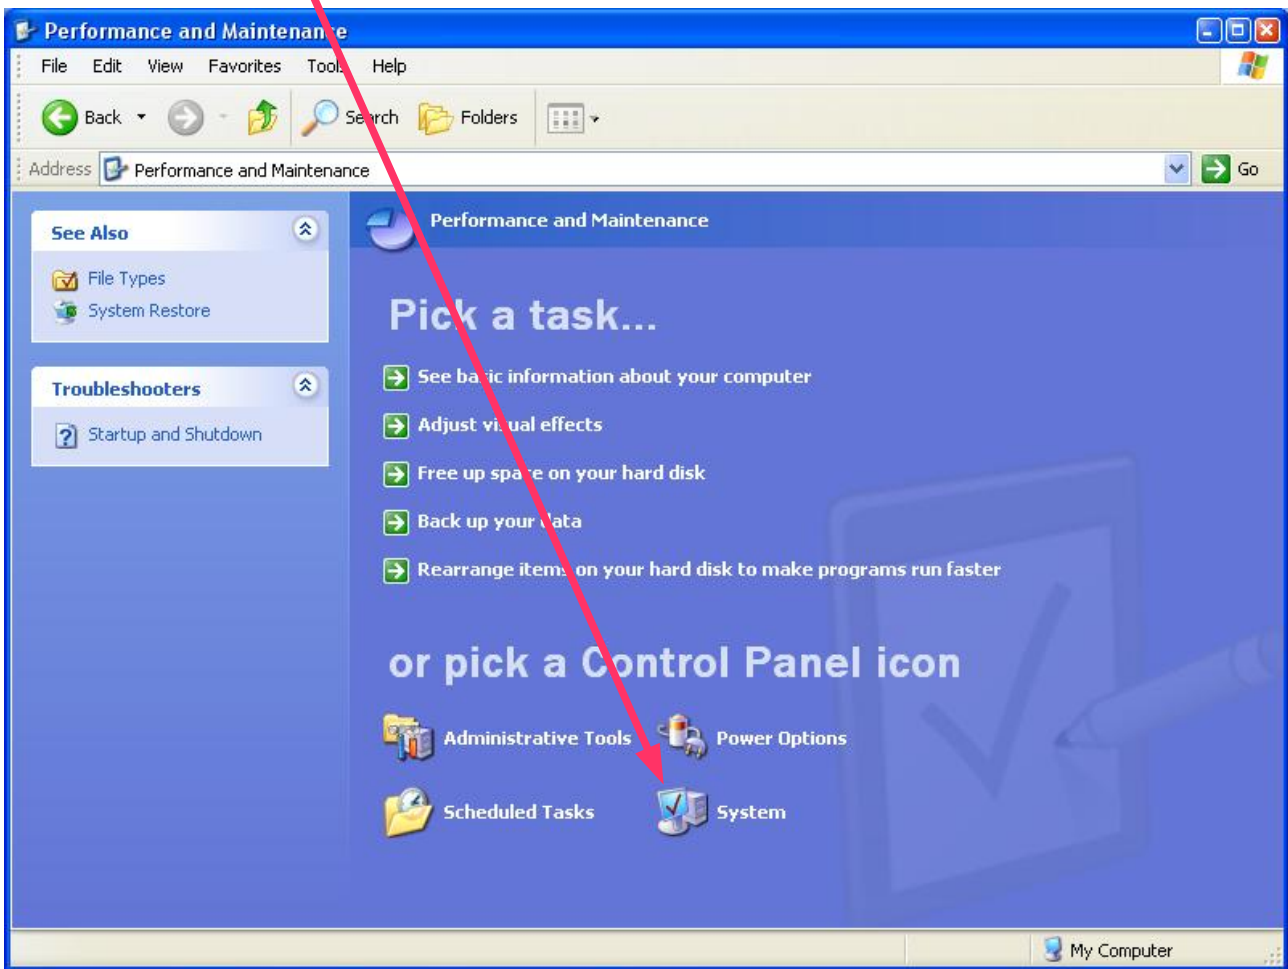 Performance and Maintenance
File Edit View Favorites Tools Help
Back Search Folders
Address Performance and Maintenance Go
See Also
File Types
System Restore
Troubleshooters
Startup and Shutdown
Performance and Maintenance
Pick a task...
See basic information about your computer
Adjust visual effects
Free up space on your hard disk
Back up your data
Rearrange items on your hard disk to make programs run faster
or pick a Control Panel icon
Administrative Tools Power Options
Scheduled Tasks System
My Computer